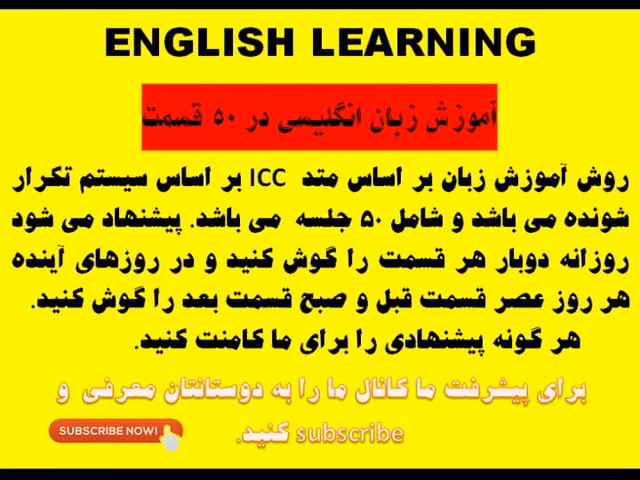 ENGLISH LEARNING
آموزش زبان انگلیسی در ۵۰ قسمت
روش آموزش زبان بر اساس متد ICC بر اساس سیستم تکرار
شونده می باشد و شامل ۵۰ جلسه می باشد. پیشنهاد می شود
روزانه دوبار هر قسمت را گوش کنید و در روزهای آینده
هر روز عصر قسمت قبل و صبح قسمت بعد را گوش کنید.
هر گونه پیشنهادی را برای ما کامنت کنید.
برای پیشرفت ما کانال ما را به دوستانتان معرفی و
subscribe کنید.
SUBSCRIBE NOW!